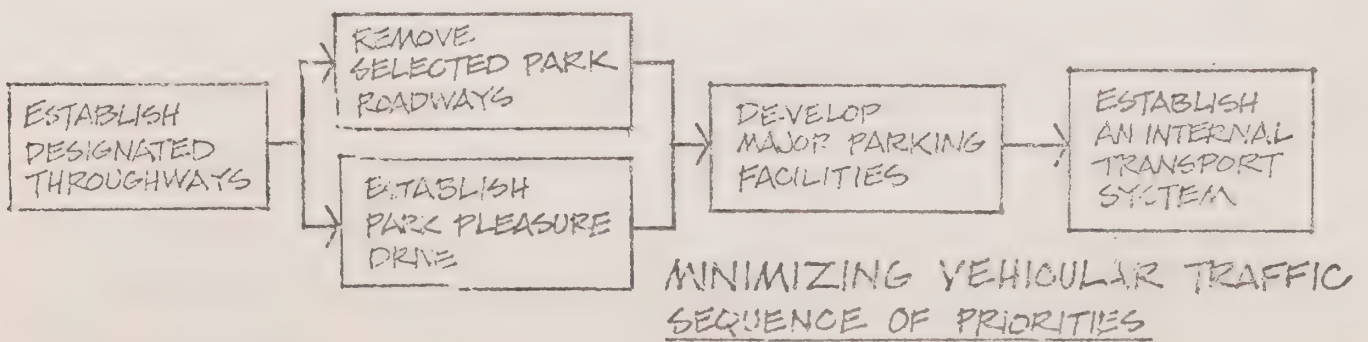 ESTABLISH
DESIGNATED
THROUGHWAYS
REMOVE
SELECTED PARK
ROADWAYS
ESTABLISH
PARK PLEASURE
DRIVE
DEVELOP
MAJOR PARKING
FACILITIES
ESTABLISH
AN INTERNAL
TRANSPORT
SYSTEM
MINIMIZING VEHICULAR TRAFFIC
SEQUENCE OF PRIORITIES